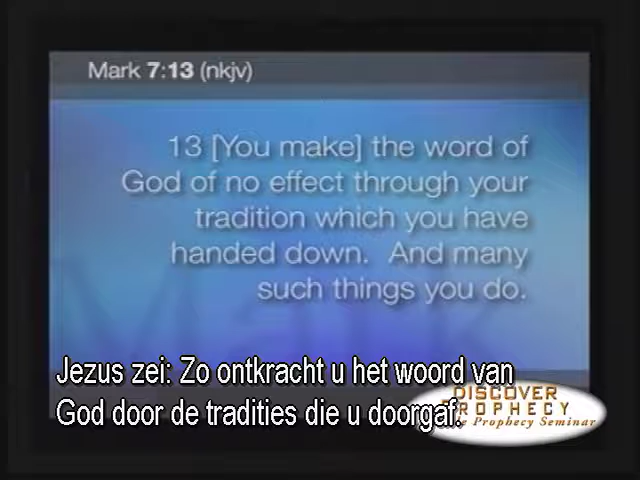 Mark 7:13 (nkjv)
13 [You make] the word of
God of no effect through your
tradition which you have
handed down. And many
such things you do.
Jezus zei: Zo ontkracht u het woord van
God door de tradities die u doorgaf.
DISCOVER
PROPHECY
Prophecy Seminar